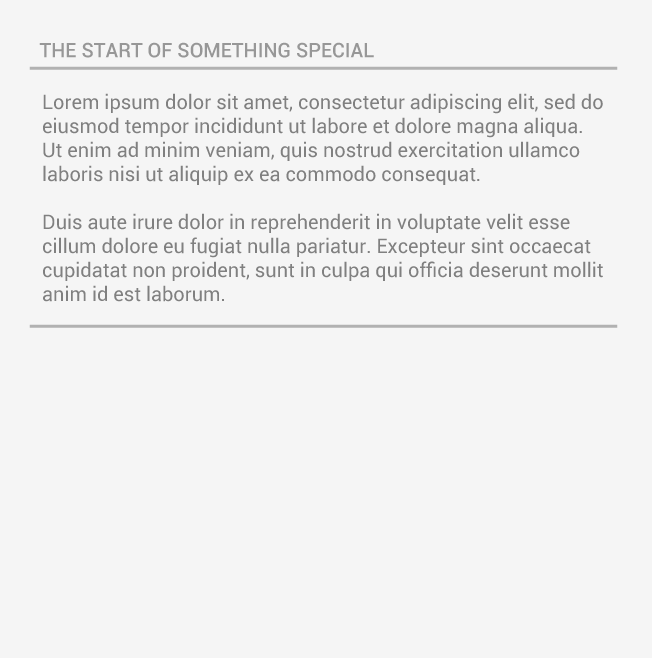 THE START OF SOMETHING SPECIAL
Lorem ipsum dolor sit amet, consectetur adipiscing elit, sed do
eiusmod tempor incididunt ut labore et dolore magna aliqua.
Ut enim ad minim veniam, quis nostrud exercitation ullamco
laboris nisi ut aliquip ex ea commodo consequat.
Duis aute irure dolor in reprehenderit in voluptate velit esse
cillum dolore eu fugiat nulla pariatur. Excepteur sint occaecat
cupidatat non proident, sunt in culpa qui officia deserunt mollit
anim id est laborum.